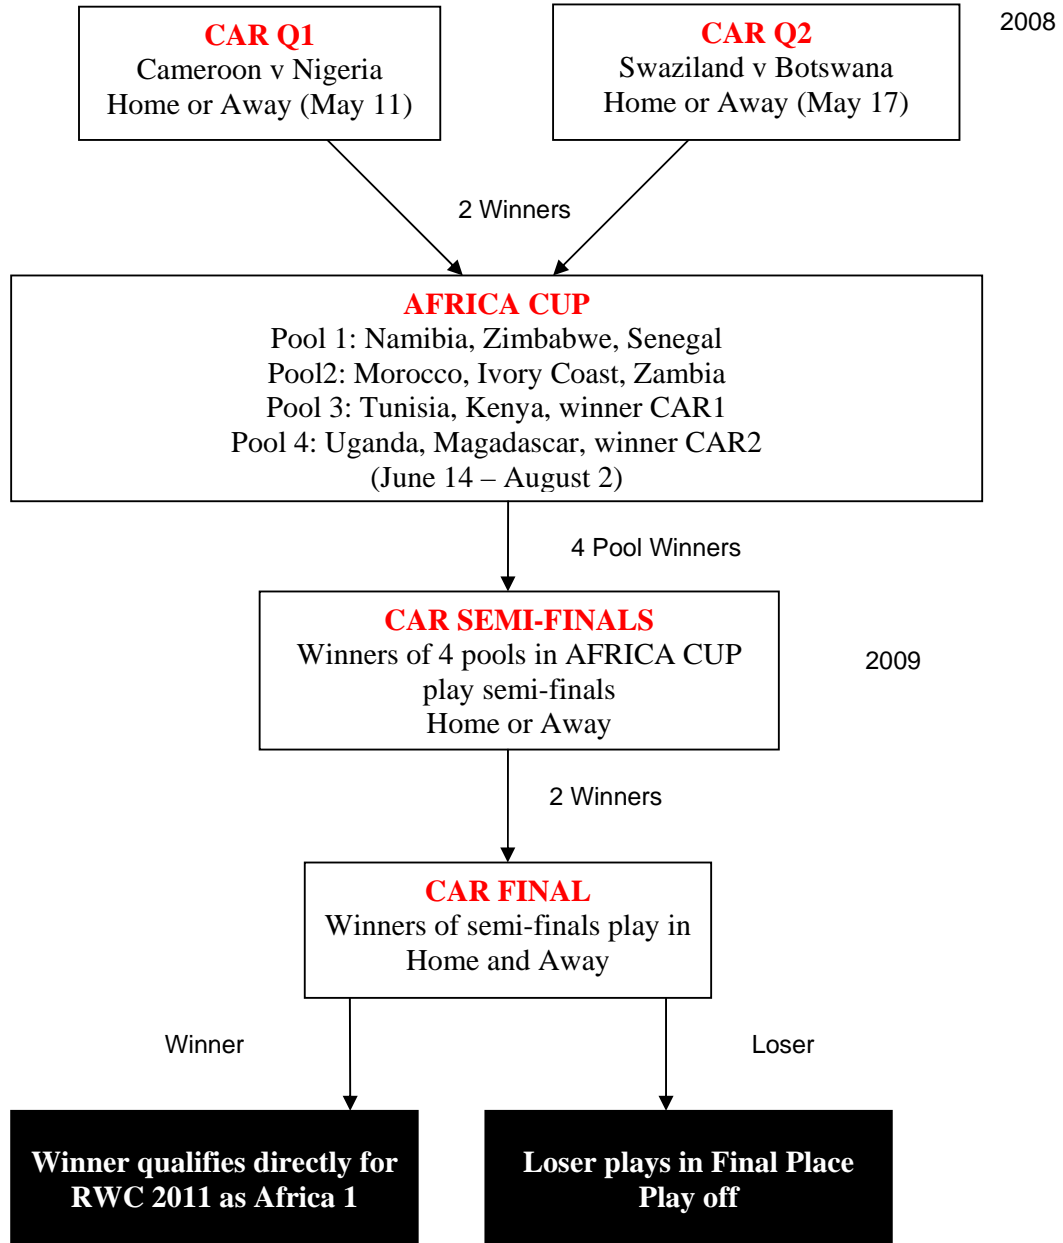 2008
CAR Q1
Cameroon v Nigeria
Home or Away (May 11)
CAR Q2
Swaziland v Botswana
Home or Away (May 17)
2 Winners
AFRICA CUP
Pool 1: Namibia, Zimbabwe, Senegal
Pool2: Morocco, Ivory Coast, Zambia
Pool 3: Tunisia, Kenya, winner CAR1
Pool 4: Uganda, Magadascar, winner CAR2
(June 14 – August 2)
4 Pool Winners
CAR SEMI-FINALS
Winners of 4 pools in AFRICA CUP
play semi-finals
Home or Away
2009
2 Winners
CAR FINAL
Winners of semi-finals play in
Home and Away
Winner
Loser
Winner qualifies directly for
RWC 2011 as Africa 1
Loser plays in Final Place
Play off